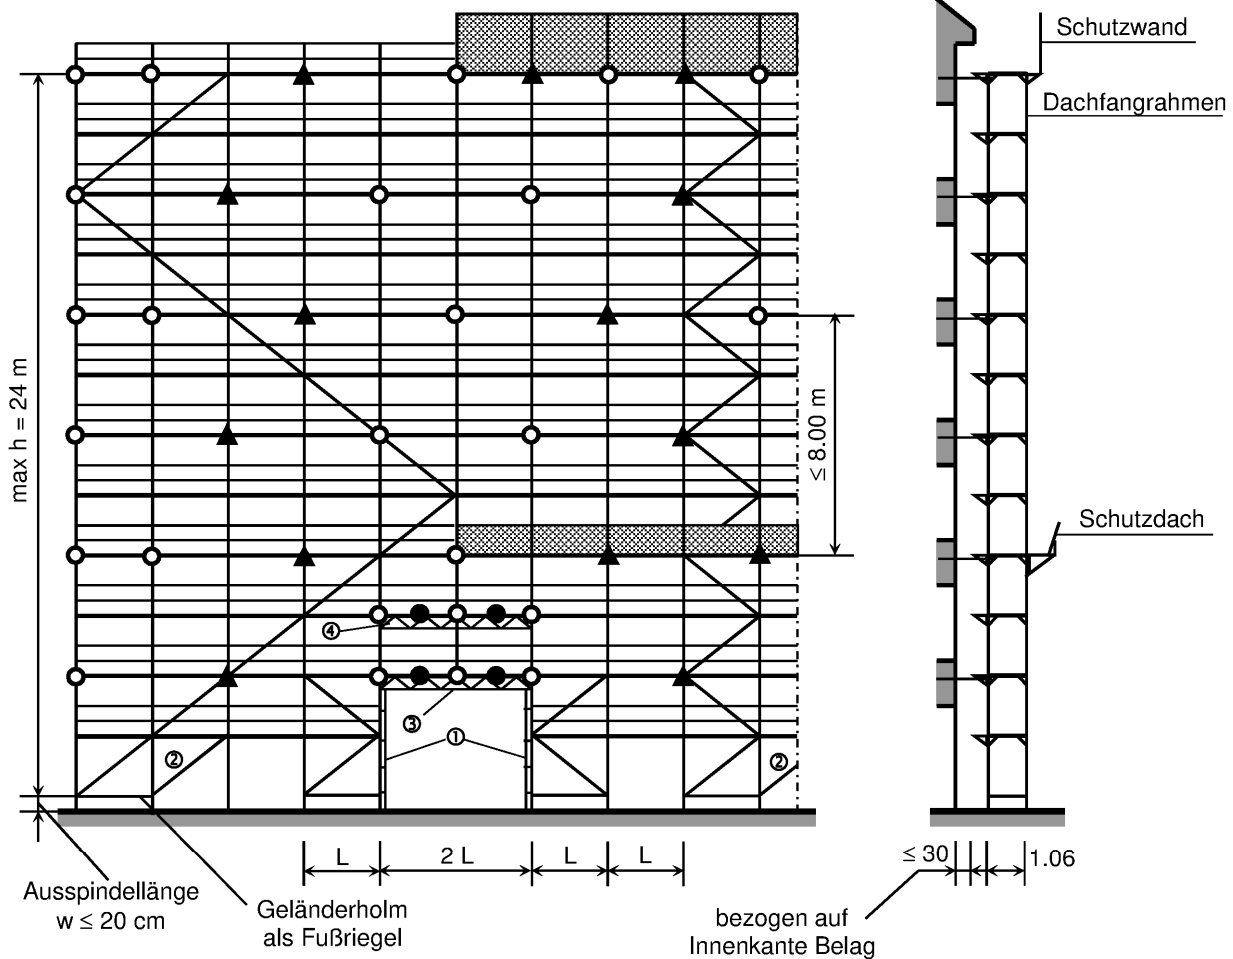 Schutzwand
Dachfangrahmen
max h = 24 m
≤ 8.00 m
Schutzdach
④
③
①
②
②
L
2 L
L
L
≤ 30
1.06
Ausspindellänge
w ≤ 20 cm
Geländerholm
als Fußriegel
bezogen auf
Innenkante Belag